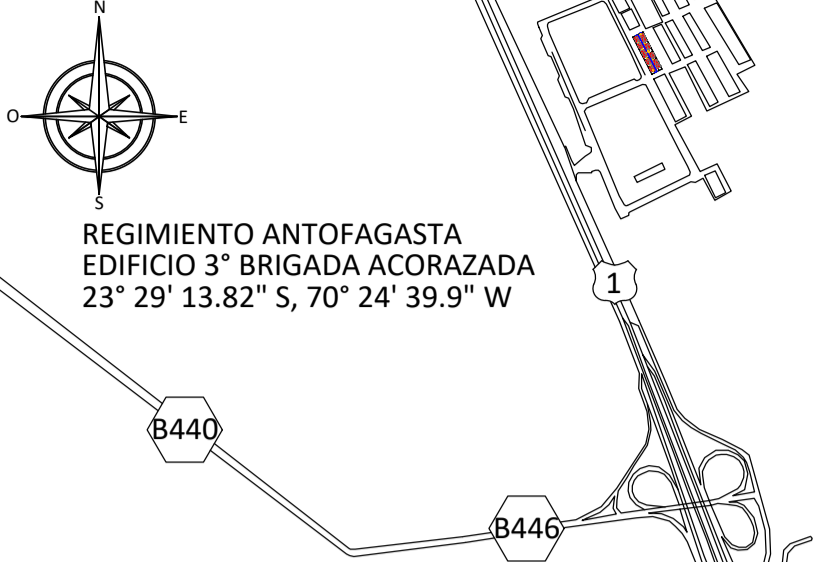 N
O
E
S
REGIMIENTO ANTOFAGASTA
EDIFICIO 3° BRIGADA ACORAZADA
23° 29' 13.82" S, 70° 24' 39.9" W
1
B440
B446